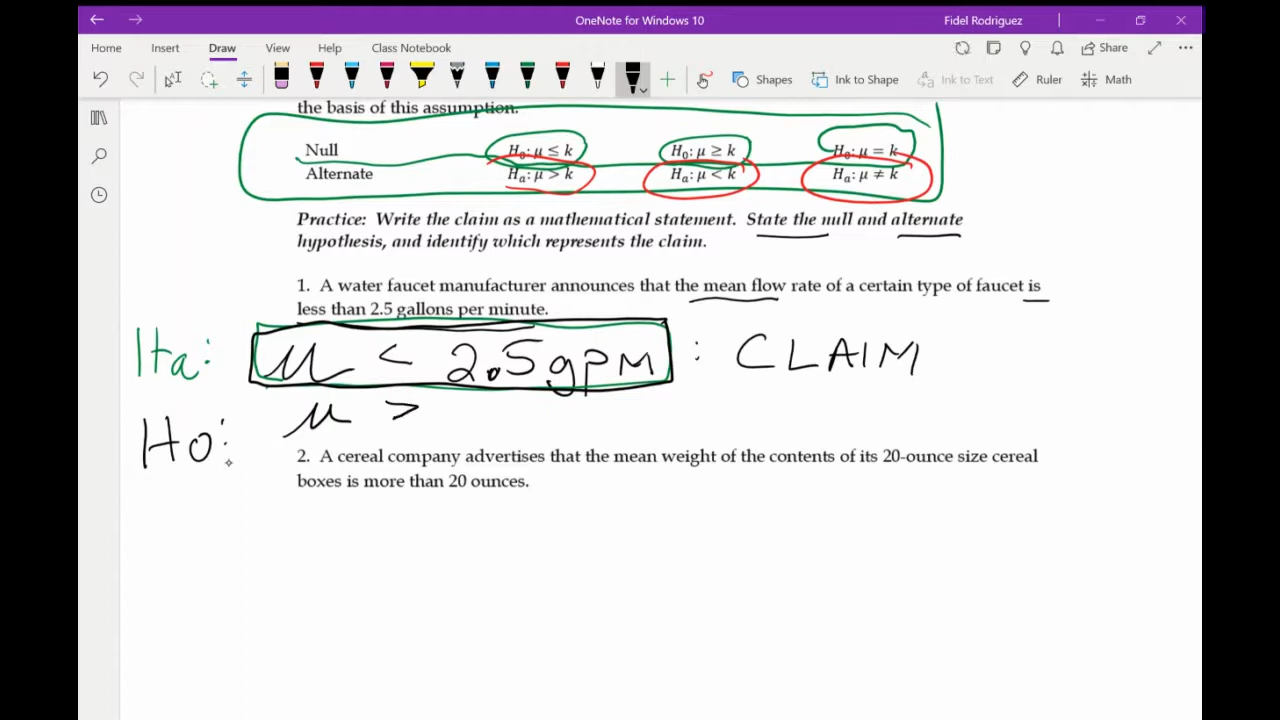 OneNote for Windows 10
Fidel Rodriguez
Home Insert Draw View Help Class Notebook
Share
Shapes Ink to Shape Ink to Text Ruler Math
the basis of this assumption.
Null H₀: μ ≤ k H₀: μ ≥ k H₀: μ = k
Alternate Hₐ: μ > k Hₐ: μ < k Hₐ: μ ≠ k
Practice: Write the claim as a mathematical statement. State the null and alternate
hypothesis, and identify which represents the claim.
1. A water faucet manufacturer announces that the mean flow rate of a certain type of faucet is
less than 2.5 gallons per minute.
Ha: μ < 2.5 gpm : CLAIM
μ >
Ho:
2. A cereal company advertises that the mean weight of the contents of its 20-ounce size cereal
boxes is more than 20 ounces.